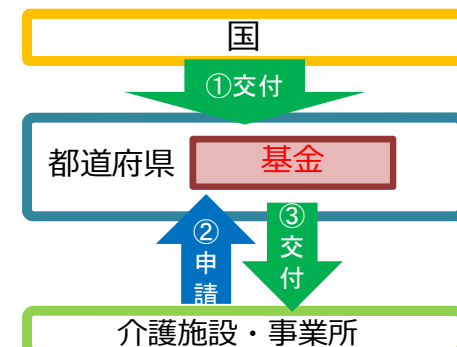 国
①交付
都道府県
基金
②申請
③交付
介護施設・事業所